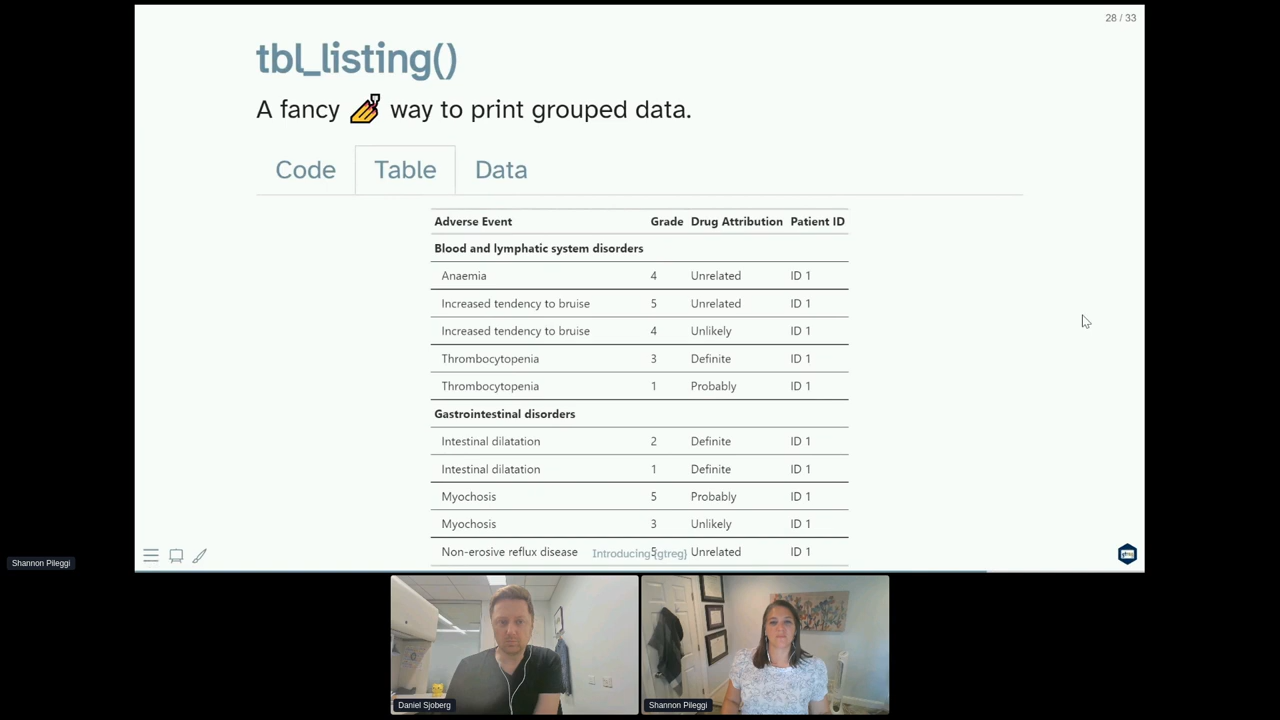 28 / 33
tbl_listing()
A fancy 💅 way to print grouped data.
Code Table Data
Adverse Event Grade Drug Attribution Patient ID
Blood and lymphatic system disorders
Anaemia 4 Unrelated ID 1
Increased tendency to bruise 5 Unrelated ID 1
Increased tendency to bruise 4 Unlikely ID 1
Thrombocytopenia 3 Definite ID 1
Thrombocytopenia 1 Probably ID 1
Gastrointestinal disorders
Intestinal dilatation 2 Definite ID 1
Intestinal dilatation 1 Definite ID 1
Myochosis 5 Probably ID 1
Myochosis 3 Unlikely ID 1
Non-erosive reflux disease 5 Unrelated ID 1
Introducing {gtreg}
Shannon Pileggi
Daniel Sjoberg
Shannon Pileggi